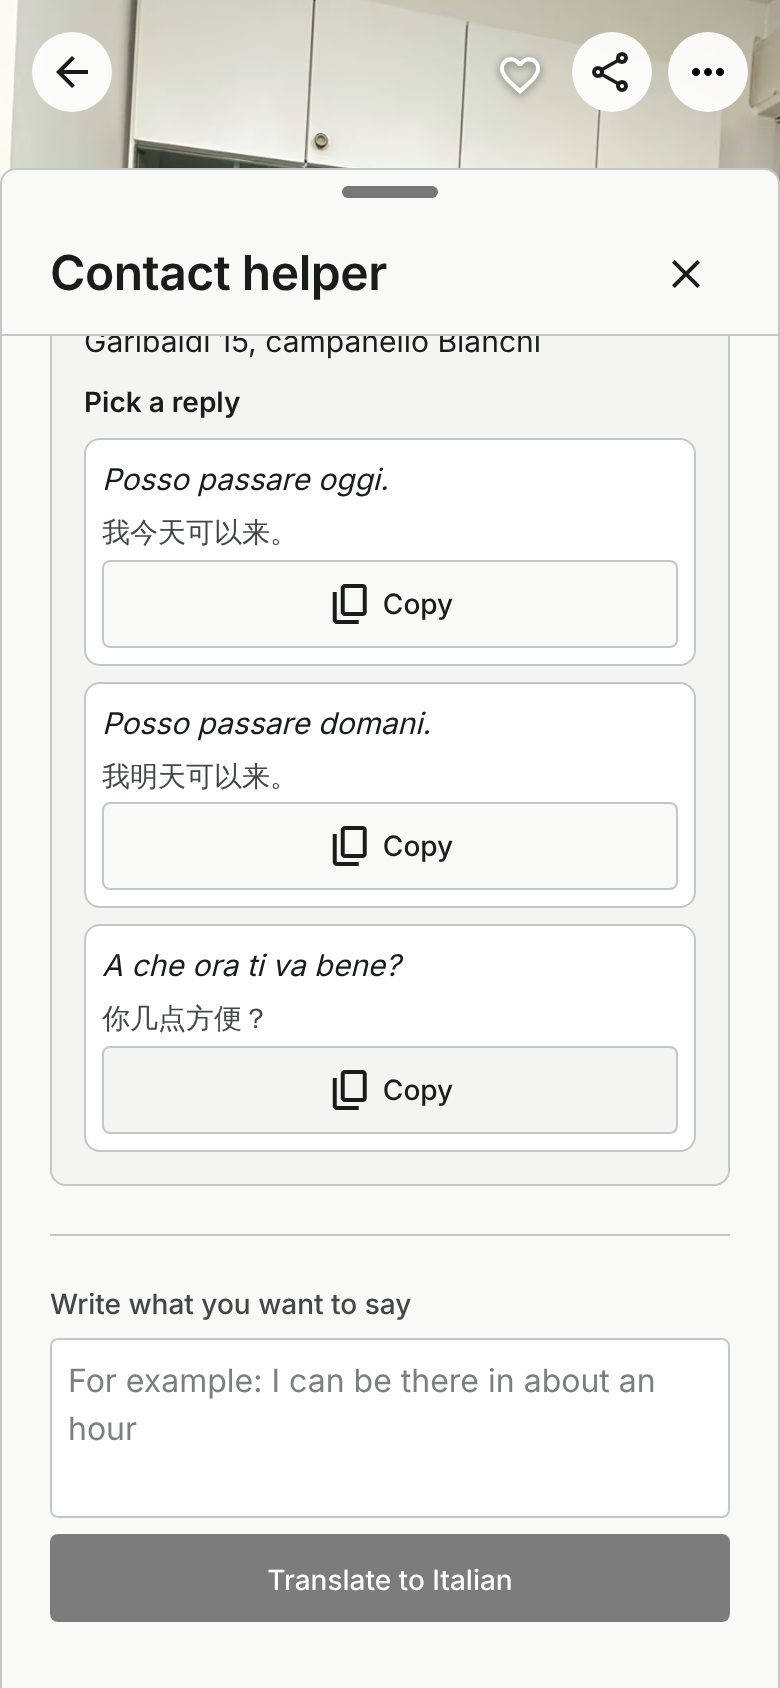 Contact helper
Garibaldi 15, campanello Bianchi
Pick a reply
Posso passare oggi.
我今天可以来。
Copy
Posso passare domani.
我明天可以来。
Copy
A che ora ti va bene?
你几点方便？
Copy
Write what you want to say
For example: I can be there in about an
hour
Translate to Italian